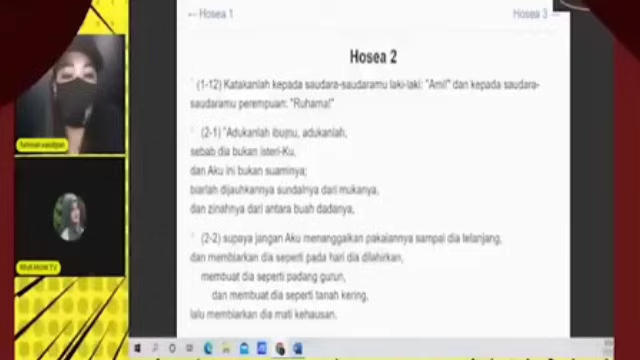 ← Hosea 1
Hosea 3
Hosea 2
(1-12) Katakanlah kepada saudara-saudaramu laki-laki: "Ami!" dan kepada saudara-
saudaramu perempuan: "Ruhama!"
(2-1) "Adukanlah ibumu, adukanlah,
sebab dia bukan isteri-Ku,
dan Aku ini bukan suaminya;
biarlah dijauhkannya sundalnya dari mukanya,
dan zinahnya dari antara buah dadanya,
(2-2) supaya jangan Aku menanggalkan pakaiannya sampai dia telanjang,
dan membiarkan dia seperti pada hari dia dilahirkan,
membuat dia seperti padang gurun,
dan membuat dia seperti tanah kering,
lalu membiarkan dia mati kehausan.